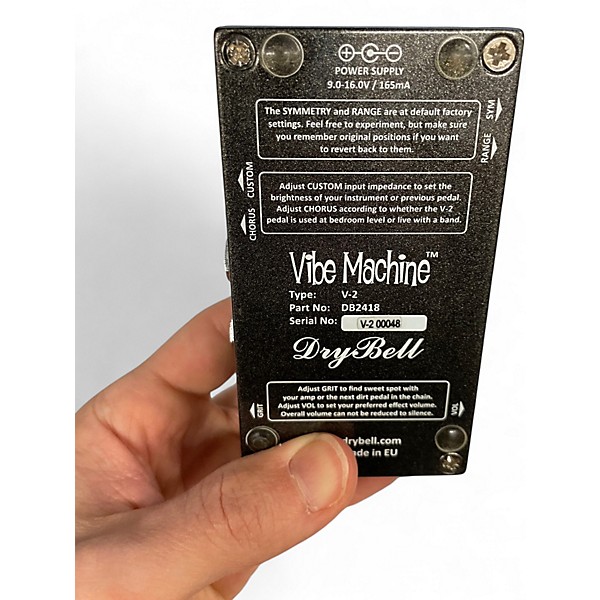 POWER SUPPLY
9.0-16.0V / 165mA
The SYMMETRY and RANGE are at default factory
settings. Feel free to experiment, but make sure
you remember original positions if you want
to revert back to them.
SYM
RANGE
CUSTOM
CHORUS
Adjust CUSTOM input impedance to set the
brightness of your instrument or previous pedal.
Adjust CHORUS according to whether the V-2
pedal is used at bedroom level or live with a band.
Vibe Machine™
Type: V-2
Part No: DB2418
Serial No: V-2 00048
DryBell
GRIT
Adjust GRIT to find sweet spot with
your amp or the next dirt pedal in the chain.
Adjust VOL to set your preferred effect volume.
Overall volume can not be reduced to silence.
VOL
drybell.com
in EU